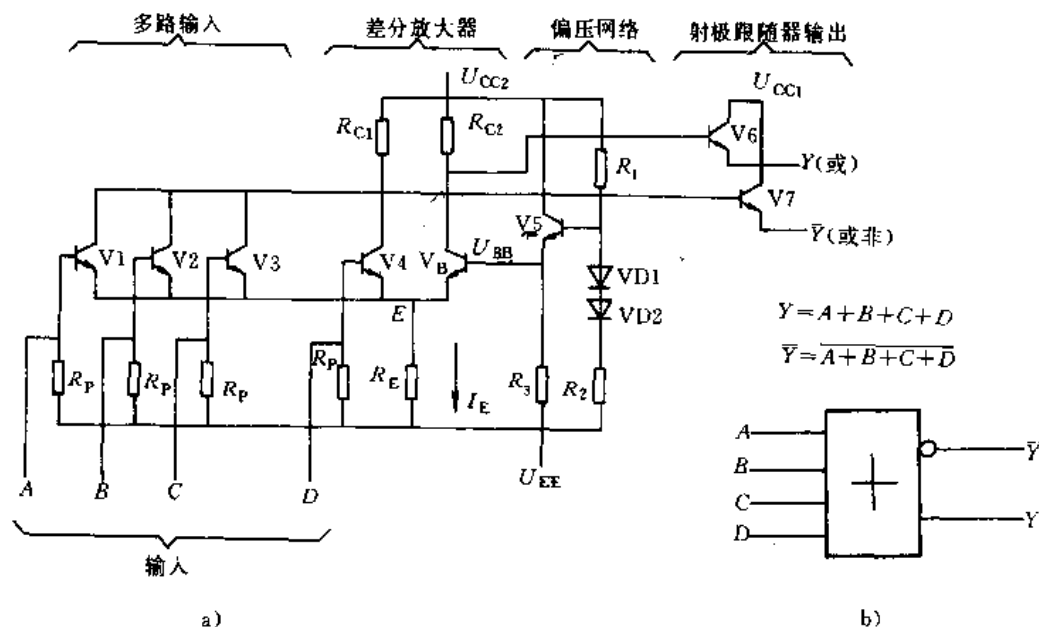 多路输入 差分放大器 偏压网络 射极跟随器输出
U_CC2 U_CC1
R_C1 R_C2 V6
R_1 Y(或)
V7
V5 Ȳ(或非)
V1 V2 V3 V4 V_B U_BB
VD1
E VD2 Y=A+B+C+D
R_P R_P R_P R_P R_E I_E R_3 R_2 Ȳ=\overline{A+B+C+D}
A B C D U_EE
输入
A
B
C
D
+
Ȳ
Y
a) b)